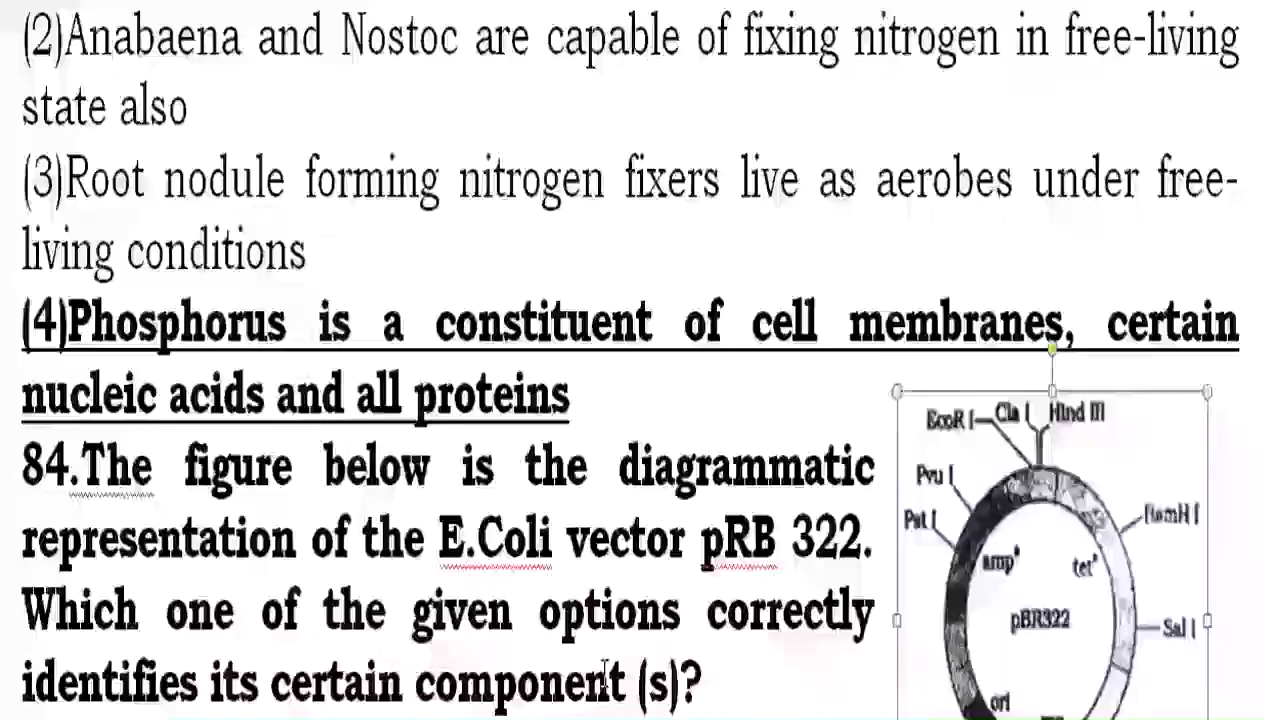 (2)Anabaena and Nostoc are capable of fixing nitrogen in free-living
state also
(3)Root nodule forming nitrogen fixers live as aerobes under free-
living conditions
(4)Phosphorus is a constituent of cell membranes, certain
nucleic acids and all proteins
84.The figure below is the diagrammatic
representation of the E.Coli vector pRB 322.
Which one of the given options correctly
identifies its certain component (s)?
EcoR I Cla I Hind III
Pvu I
Pst I
BamH I
amp^R tet^R
pBR322
Sal I
ori